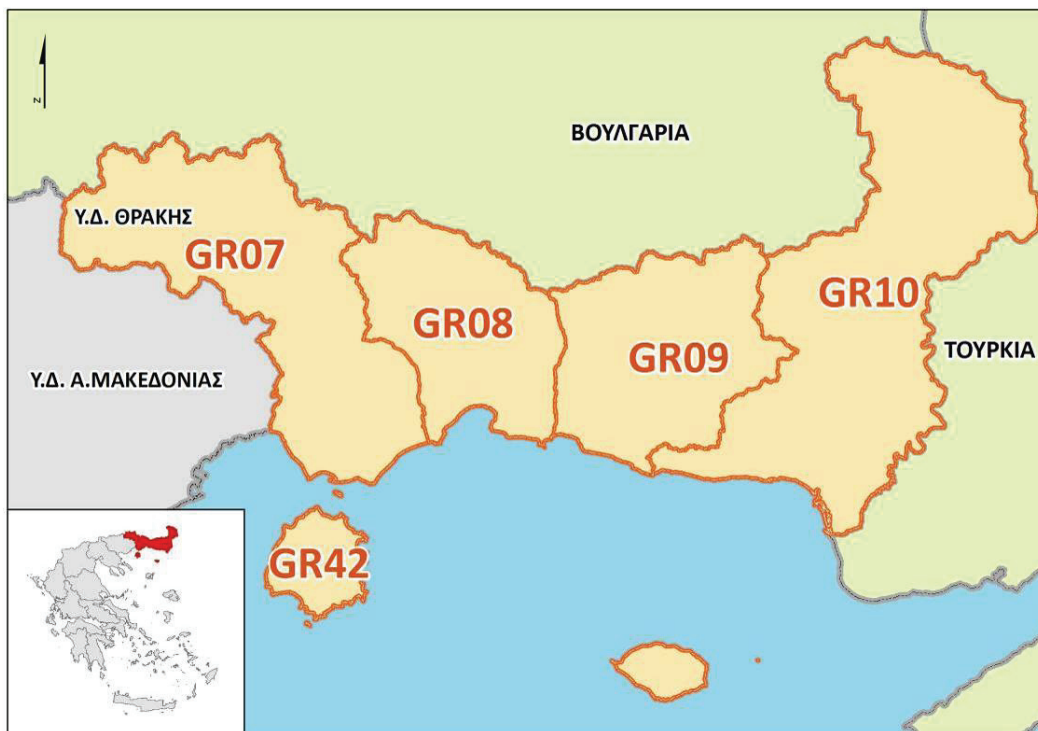 Z
ΒΟΥΛΓΑΡΙΑ
Υ.Δ. ΘΡΑΚΗΣ
GR07
GR10
GR08
GR09
ΤΟΥΡΚΙΑ
Υ.Δ. Α.ΜΑΚΕΔΟΝΙΑΣ
GR42